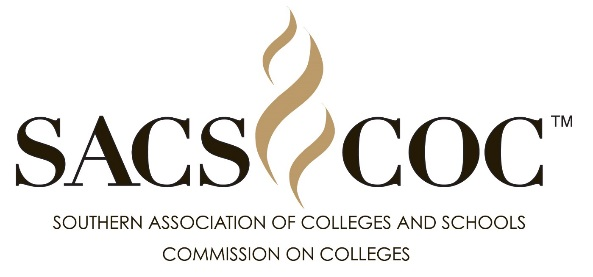 SACS COC™
SOUTHERN ASSOCIATION OF COLLEGES AND SCHOOLS
COMMISSION ON COLLEGES